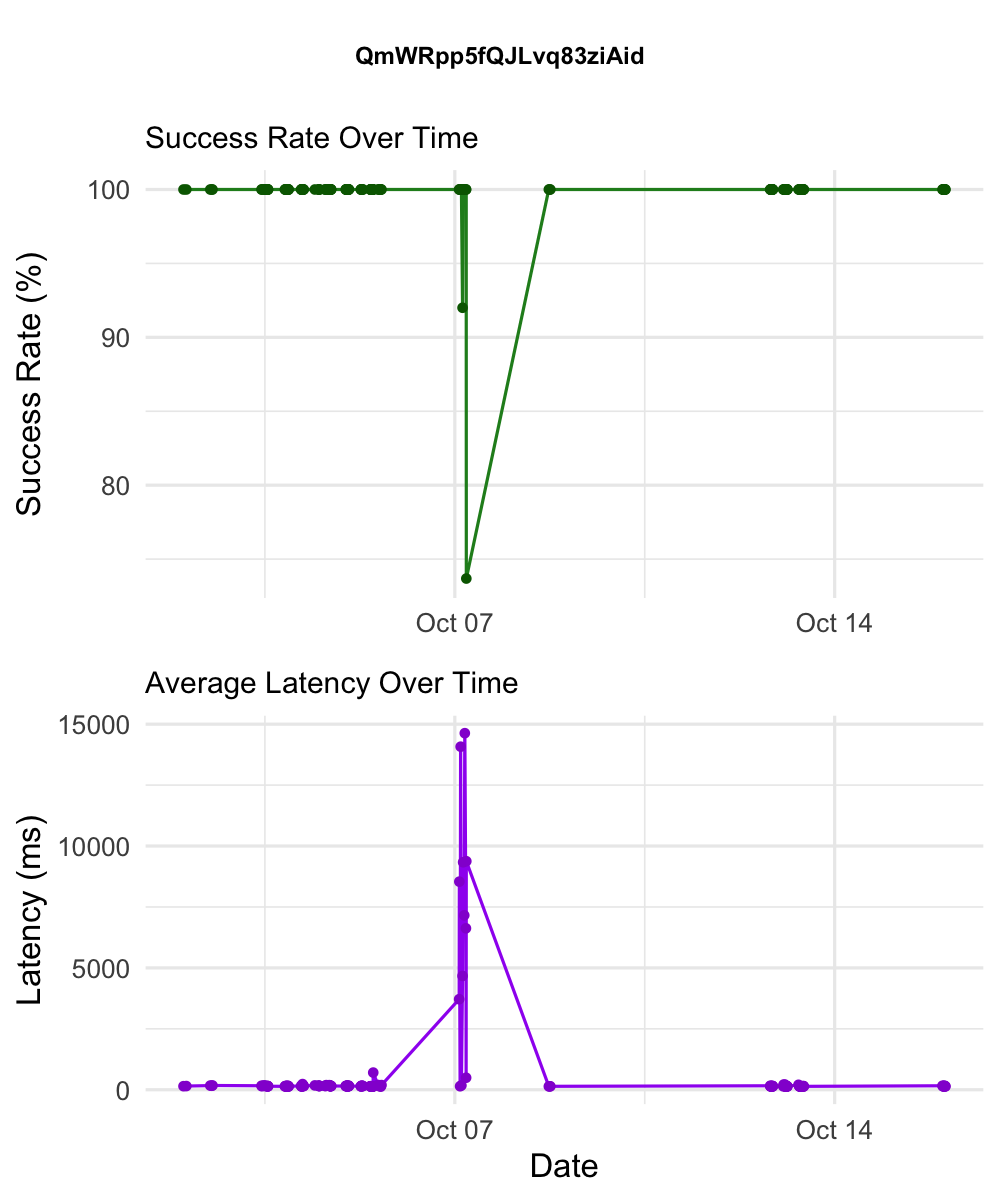 QmWRpp5fQJLvq83ziAid
Success Rate Over Time
Success Rate (%)
100
90
80
Oct 07 Oct 14
Average Latency Over Time
Latency (ms)
15000
10000
5000
0
Oct 07 Oct 14
Date